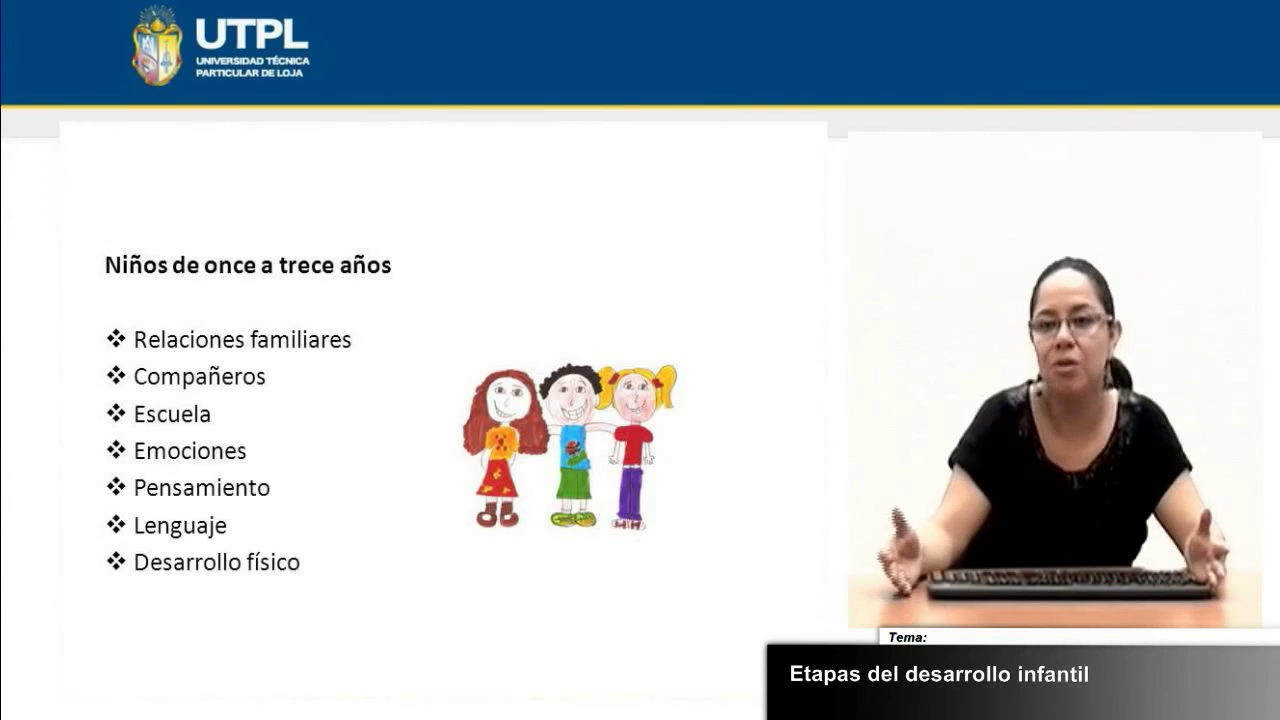 UTPL
UNIVERSIDAD TÉCNICA
PARTICULAR DE LOJA
Niños de once a trece años
❖ Relaciones familiares
❖ Compañeros
❖ Escuela
❖ Emociones
❖ Pensamiento
❖ Lenguaje
❖ Desarrollo físico
Tema:
Etapas del desarrollo infantil